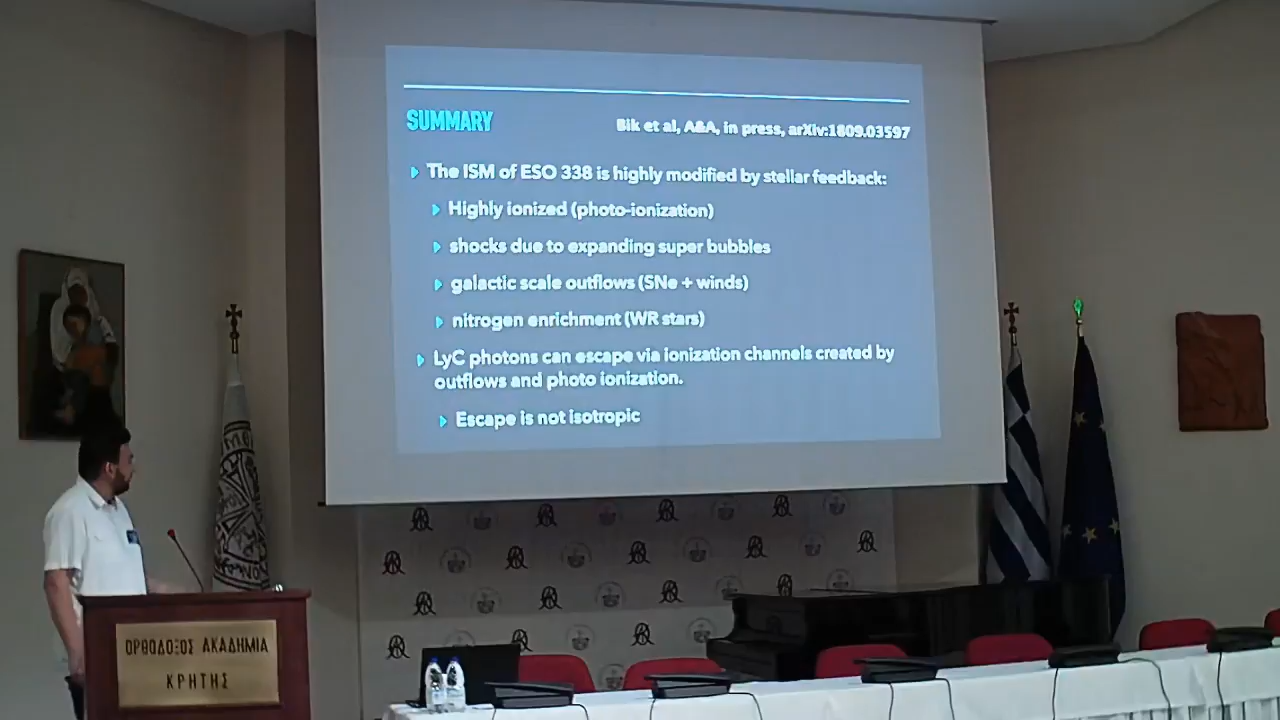 SUMMARY
Bik et al, A&A, in press, arXiv:1809.03597
The ISM of ESO 338 is highly modified by stellar feedback:
Highly ionized (photo-ionization)
shocks due to expanding super bubbles
galactic scale outflows (SNe + winds)
nitrogen enrichment (WR stars)
LyC photons can escape via ionization channels created by
outflows and photo ionization.
Escape is not isotropic
ΟΡΘΟΔΟΞΟΣ ΑΚΑΔΗΜΙΑ
ΚΡΗΤΗΣ